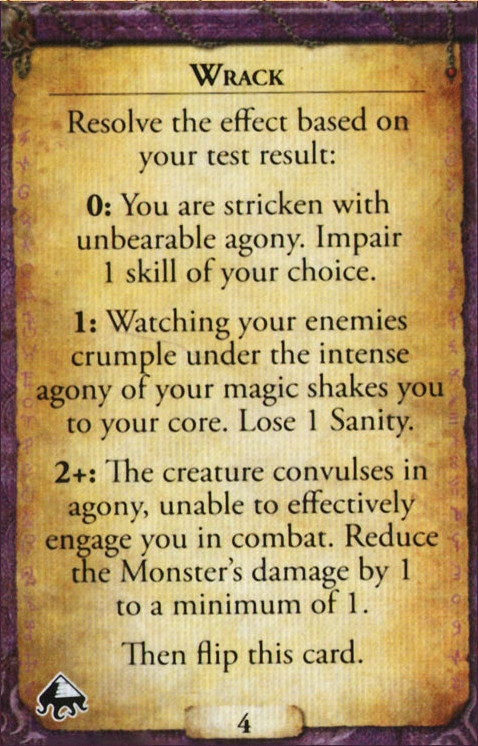 WRACK
Resolve the effect based on
your test result:
0: You are stricken with
unbearable agony. Impair
1 skill of your choice.
1: Watching your enemies
crumple under the intense
agony of your magic shakes you
to your core. Lose 1 Sanity.
2+: The creature convulses in
agony, unable to effectively
engage you in combat. Reduce
the Monster's damage by 1
to a minimum of 1.
Then flip this card.
4